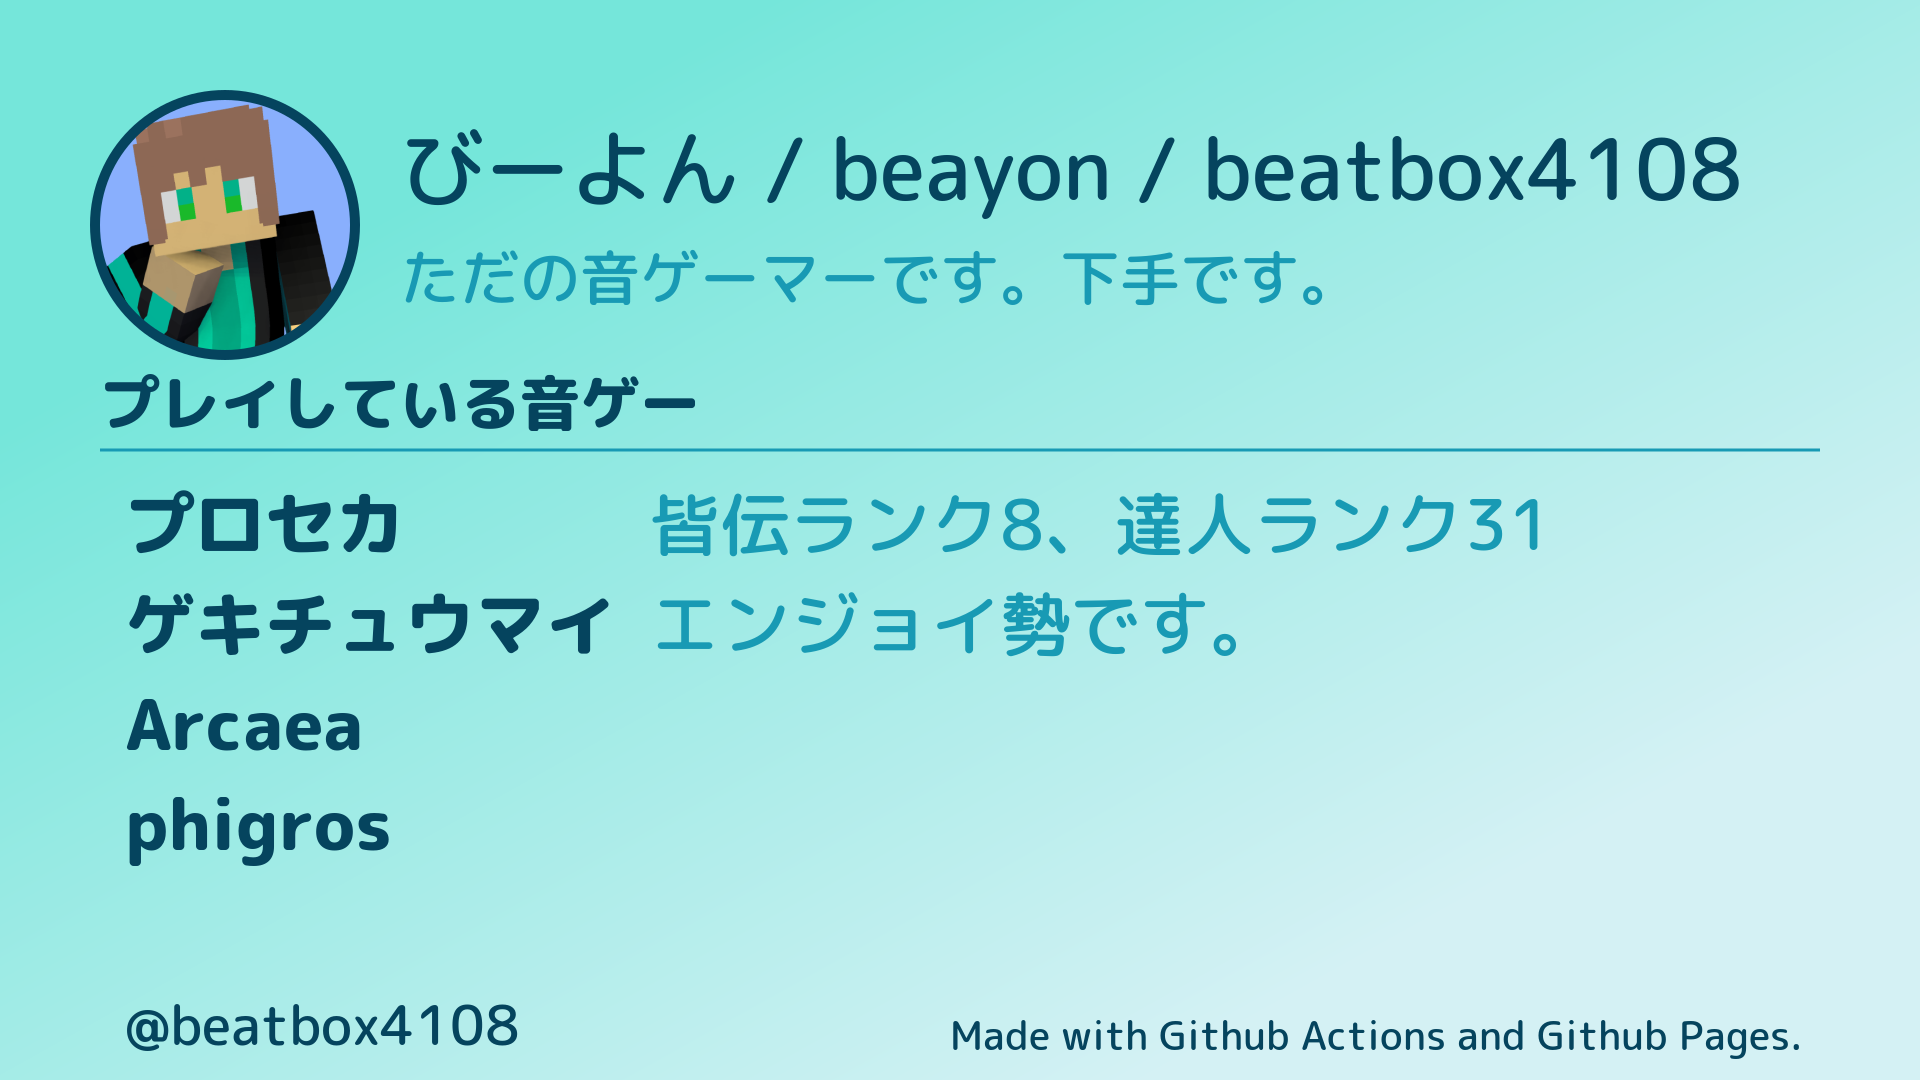 びーよん / beayon / beatbox4108
ただの音ゲーマーです。下手です。
プレイしている音ゲー
プロセカ 皆伝ランク8、達人ランク31
ゲキチュウマイ エンジョイ勢です。
Arcaea
phigros
@beatbox4108
Made with Github Actions and Github Pages.